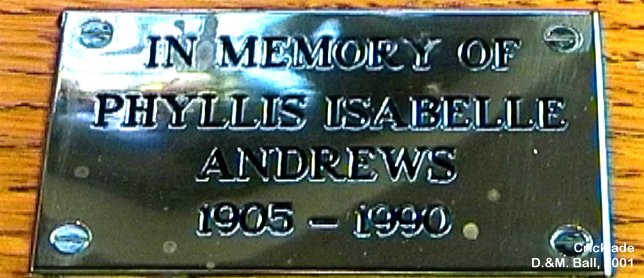 IN MEMORY OF
PHYLLIS ISABELLE
ANDREWS
1905 – 1990
Cricklade
D.&M. Ball, 2001